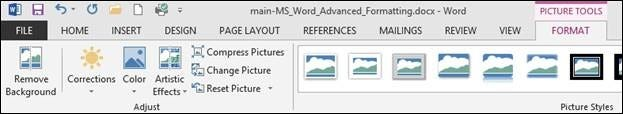 main-MS_Word_Advanced_Formatting.docx - Word
PICTURE TOOLS
FILE HOME INSERT DESIGN PAGE LAYOUT REFERENCES MAILINGS REVIEW VIEW FORMAT
Remove Background
Corrections
Color
Artistic Effects
Compress Pictures
Change Picture
Reset Picture
Adjust
Picture Styles